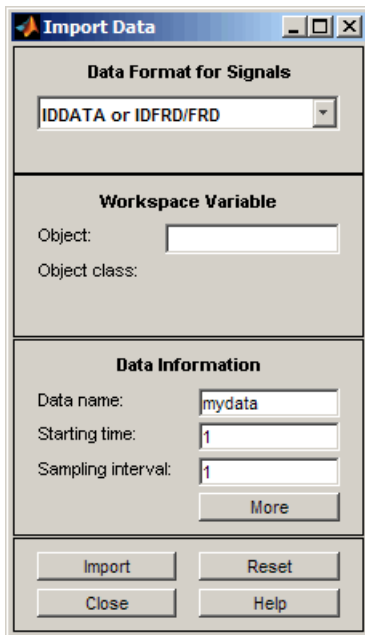 Import Data
Data Format for Signals
IDDATA or IDFRD/FRD
Workspace Variable
Object:
Object class:
Data Information
Data name: mydata
Starting time: 1
Sampling interval: 1
More
Import Reset
Close Help